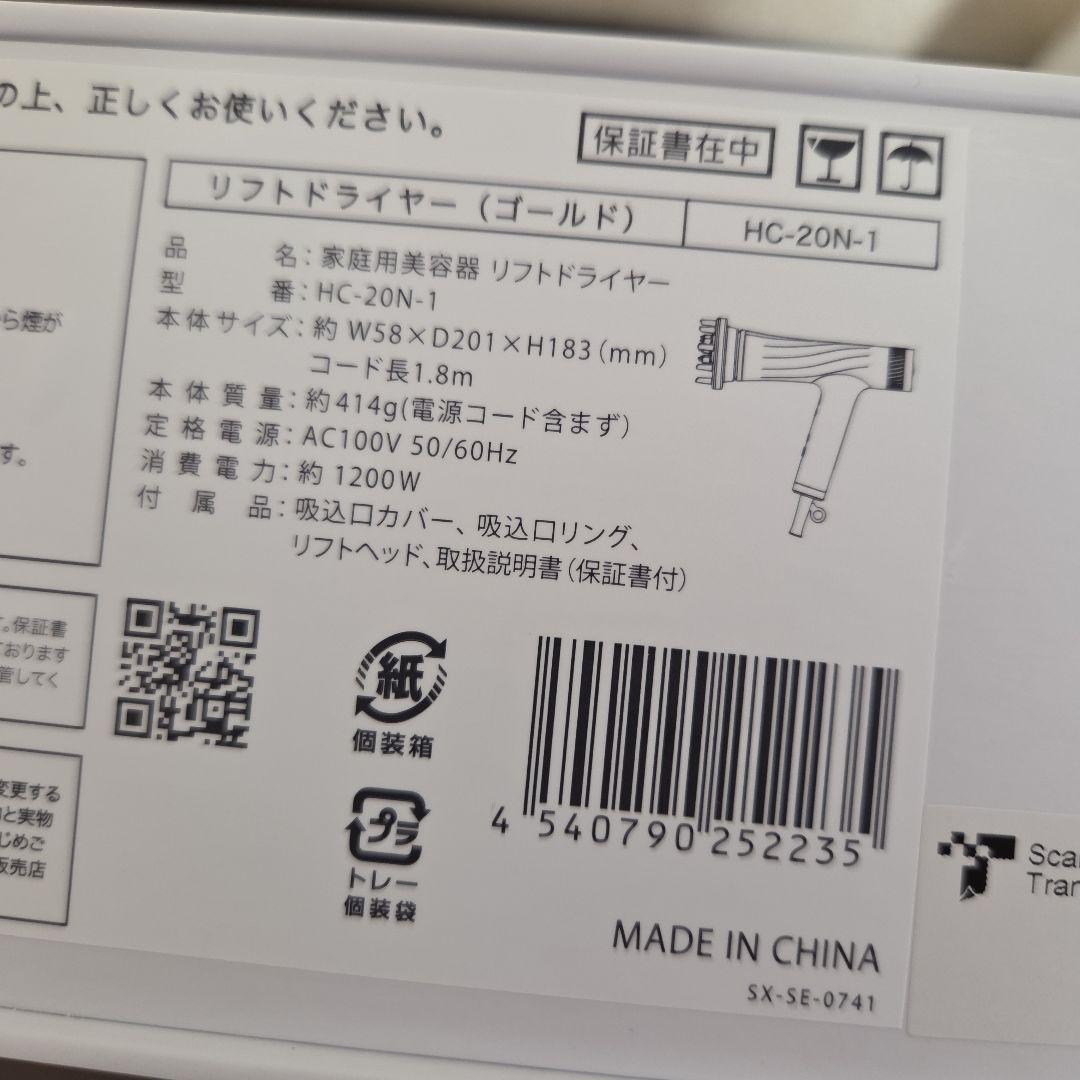 の上、正しくお使いください。
保証書在中
リフトドライヤー（ゴールド） HC-20N-1
品名：家庭用美容器 リフトドライヤー
型番：HC-20N-1
本体サイズ：約 W58×D201×H183（mm）
コード長1.8m
本体質量：約414g(電源コード含まず）
定格電源：AC100V 50/60Hz
消費電力：約 1200W
付属品：吸込口カバー、吸込口リング、
リフトヘッド、取扱説明書（保証書付）
ら煙が
す。
。保証書
ております
管してく
変更する
と実物
じめご
販売店
紙
個装箱
プラ
トレー
個装袋
4 540790 252235
MADE IN CHINA
SX-SE-0741
Scan
Tran